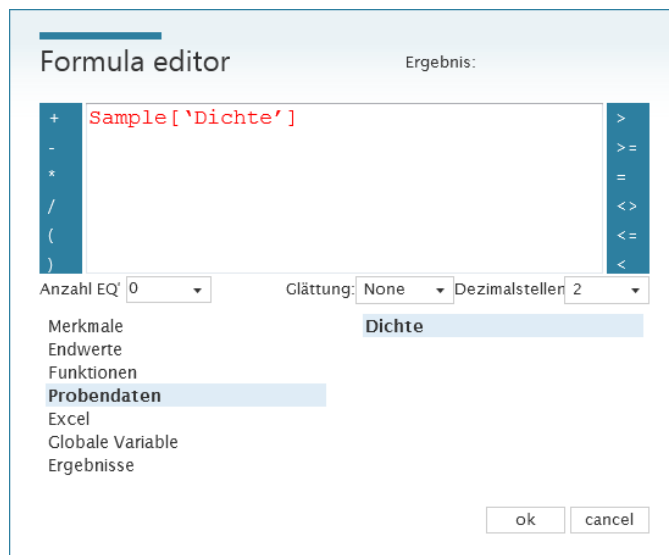 Formula editor
Ergebnis:
+
-
*
/
(
)
Sample[‘Dichte’]
>
>=
=
<>
<=
<
Anzahl EQ' 0 Glättung: None Dezimalstellen 2
Merkmale
Endwerte
Funktionen
Probendaten
Excel
Globale Variable
Ergebnisse
Dichte
ok cancel